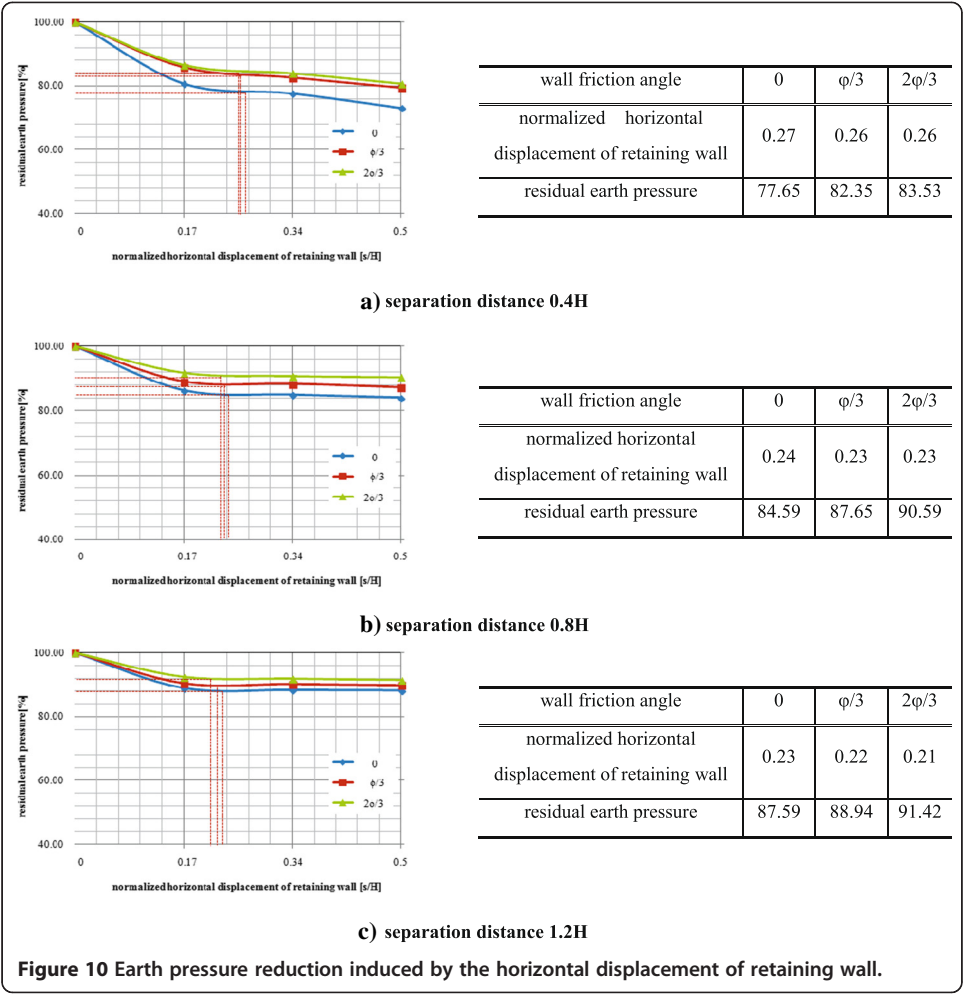 100.00
80.00
60.00
40.00
residual earth pressure[%]
0
φ/3
2φ/3
0 0.17 0.34 0.5
normalized horizontal displacement of retaining wall [s/H]
wall friction angle 0 φ/3 2φ/3
normalized horizontal
displacement of retaining wall 0.27 0.26 0.26
residual earth pressure 77.65 82.35 83.53
a) separation distance 0.4H
100.00
80.00
60.00
40.00
residual earth pressure[%]
0
φ/3
2φ/3
0 0.17 0.34 0.5
normalized horizontal displacement of retaining wall [s/H]
wall friction angle 0 φ/3 2φ/3
normalized horizontal
displacement of retaining wall 0.24 0.23 0.23
residual earth pressure 84.59 87.65 90.59
b) separation distance 0.8H
100.00
80.00
60.00
40.00
residual earth pressure[%]
0
φ/3
2φ/3
0 0.17 0.34 0.5
normalized horizontal displacement of retaining wall [s/H]
wall friction angle 0 φ/3 2φ/3
normalized horizontal
displacement of retaining wall 0.23 0.22 0.21
residual earth pressure 87.59 88.94 91.42
c) separation distance 1.2H
Figure 10 Earth pressure reduction induced by the horizontal displacement of retaining wall.